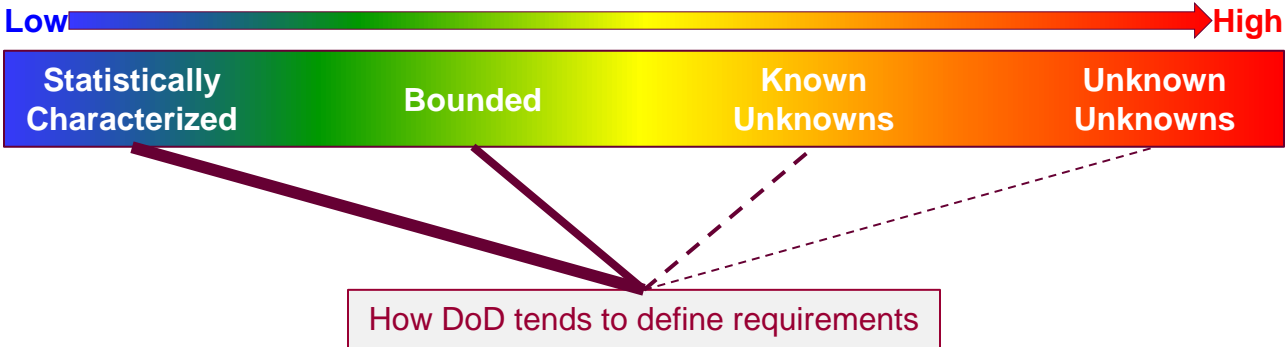 Low High
Statistically
Characterized
Bounded
Known
Unknowns
Unknown
Unknowns
How DoD tends to define requirements